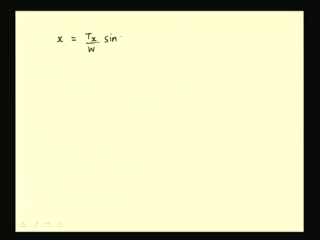 x = Tx/w sin